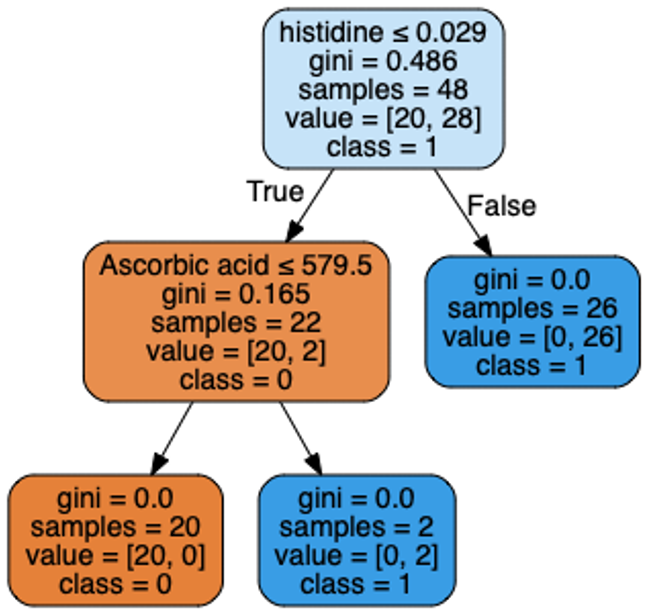 histidine ≤ 0.029
gini = 0.486
samples = 48
value = [20, 28]
class = 1
True
False
Ascorbic acid ≤ 579.5
gini = 0.165
samples = 22
value = [20, 2]
class = 0
gini = 0.0
samples = 26
value = [0, 26]
class = 1
gini = 0.0
samples = 20
value = [20, 0]
class = 0
gini = 0.0
samples = 2
value = [0, 2]
class = 1